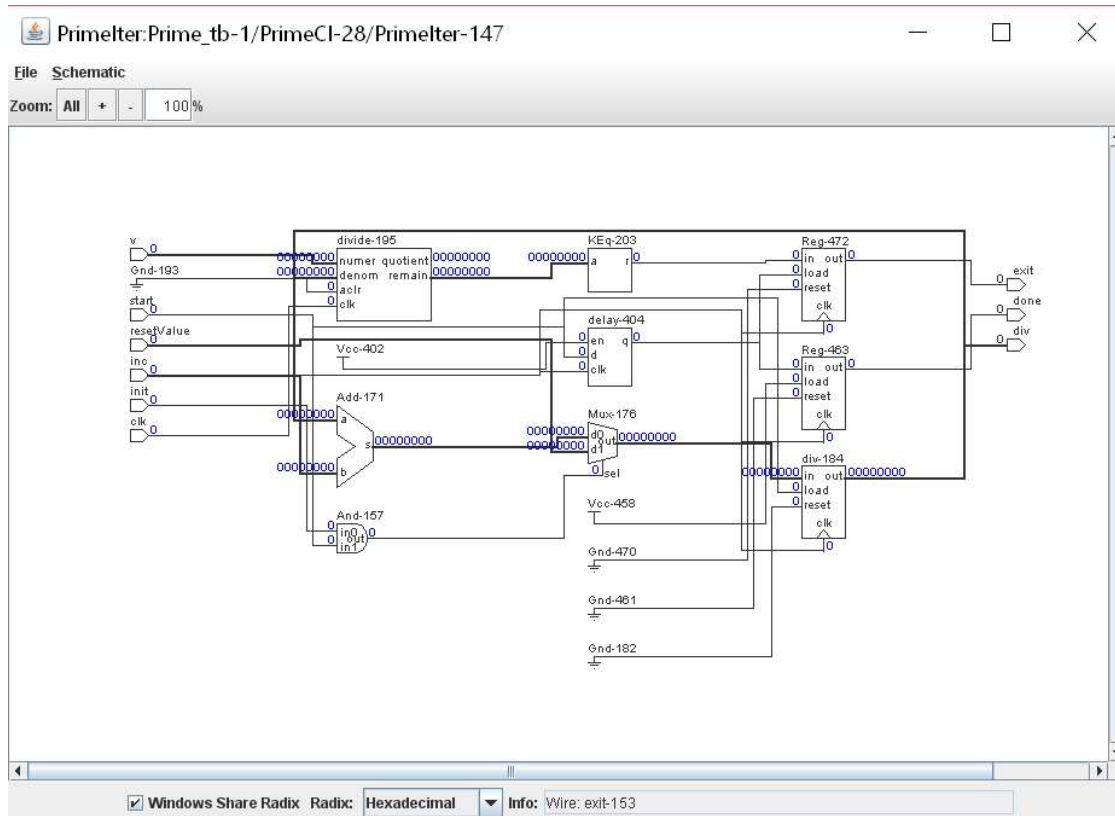 PrimeIter:Prime_tb-1/PrimeCI-28/PrimeIter-147
File Schematic
Zoom: All + - 100 %
v 0
Gnd-193
start 0
resetValue 0
inc 0
init 0
clk 0
divide-195
00000000 numer quotient 00000000
00000000 denom remain 00000000
0 aclr
0 clk
KEq-203
00000000 a r 0
Reg-472
0 in out 0
0 load
0 reset
clk
0
exit
0
done
0
div
0
Vcc-402
delay-404
0 en q 0
0 d
0 clk
Reg-463
0 in out 0
0 load
0 reset
clk
0
Add-171
00000000 a
s 00000000
00000000 b
Mux-176
00000000 d0 out 00000000
00000000 d1
0 sel
div-184
00000000 in out 00000000
0 load
0 reset
clk
0
And-157
0 in0 out 0
0 in1
Vcc-458
Gnd-470
Gnd-461
Gnd-182
Windows Share Radix Radix: Hexadecimal Info: Wire: exit-153